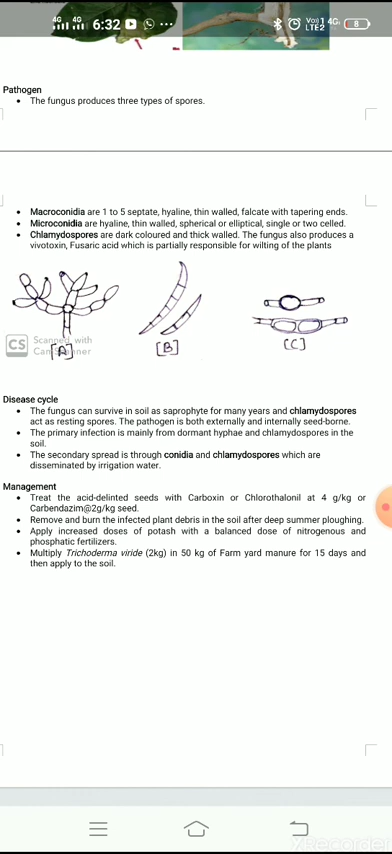 4G 4G 6:32 Vo)) 1 4G LTE2 8
Pathogen
• The fungus produces three types of spores.
• Macroconidia are 1 to 5 septate, hyaline, thin walled, falcate with tapering ends.
• Microconidia are hyaline, thin walled, spherical or elliptical, single or two celled.
• Chlamydospores are dark coloured and thick walled. The fungus also produces a
vivotoxin, Fusaric acid which is partially responsible for wilting of the plants
CS Scanned with
CamScanner
[A] [B] [C]
Disease cycle
• The fungus can survive in soil as saprophyte for many years and chlamydospores
act as resting spores. The pathogen is both externally and internally seed-borne.
• The primary infection is mainly from dormant hyphae and chlamydospores in the
soil.
• The secondary spread is through conidia and chlamydospores which are
disseminated by irrigation water.
Management
• Treat the acid-delinted seeds with Carboxin or Chlorothalonil at 4 g/kg or
Carbendazim@2g/kg seed.
• Remove and burn the infected plant debris in the soil after deep summer ploughing.
• Apply increased doses of potash with a balanced dose of nitrogenous and
phosphatic fertilizers.
• Multiply Trichoderma viride (2kg) in 50 kg of Farm yard manure for 15 days and
then apply to the soil.
VRecorder